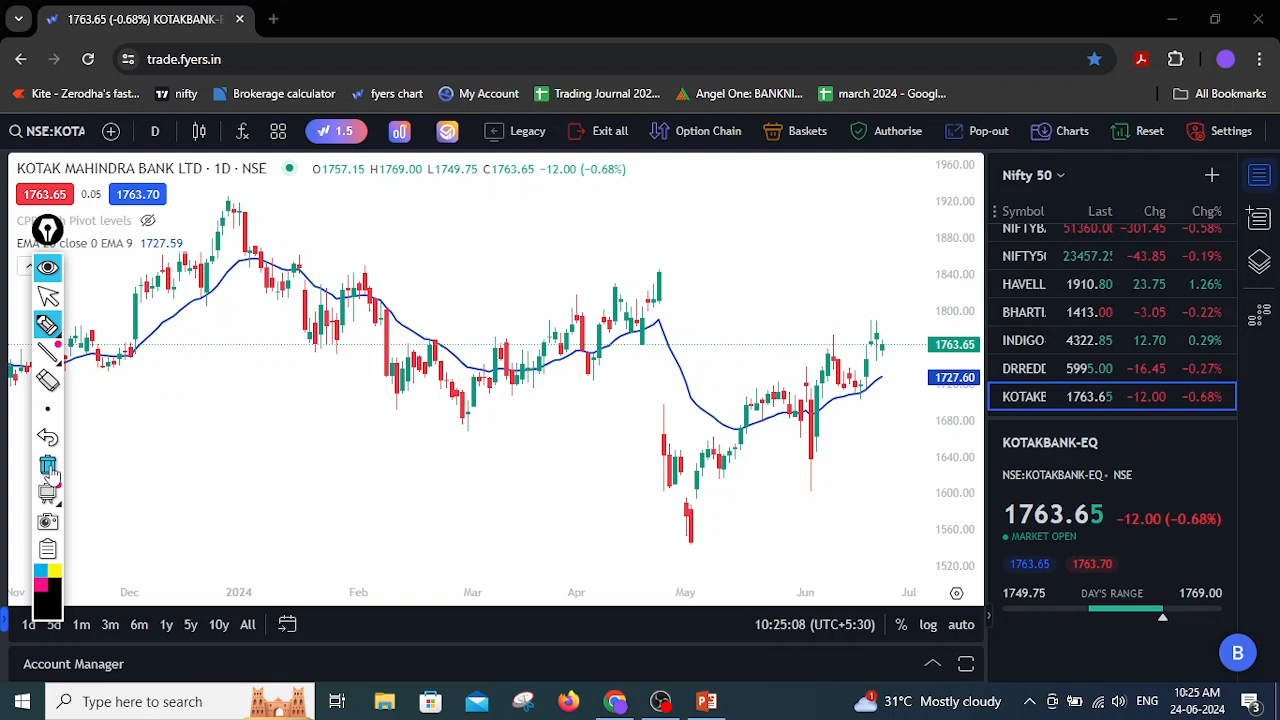 1763.65 (-0.68%) KOTAKBANK-E
trade.fyers.in
Kite - Zerodha's fast...
nifty
Brokerage calculator
fyers chart
My Account
Trading Journal 202...
Angel One: BANKNI...
march 2024 - Googl...
All Bookmarks
NSE:KOTA
D
1.5
Legacy
Exit all
Option Chain
Baskets
Authorise
Pop-out
Charts
Reset
Settings
KOTAK MAHINDRA BANK LTD · 1D · NSE
O1757.15 H1769.00 L1749.75 C1763.65 −12.00 (−0.68%)
1763.65 0.05 1763.70
Pivot levels
EMA 20 close 0 EMA 9 1727.59
1960.00
1920.00
1880.00
1840.00
1800.00
1763.65
1727.60
1680.00
1640.00
1600.00
1560.00
1520.00
Nov Dec 2024 Feb Mar Apr May Jun Jul
1d 5d 1m 3m 6m 1y 5y 10y All
10:25:08 (UTC+5:30) % log auto
Account Manager
Nifty 50
Symbol Last Chg Chg%
NIFTYB. 51360.0( −301.45 −0.58%
NIFTY5( 23457.2! −43.85 −0.19%
HAVELL 1910.80 23.75 1.26%
BHARTI. 1413.00 −3.05 −0.22%
INDIGO 4322.85 12.70 0.29%
DRREDD 5995.00 −16.45 −0.27%
KOTAKB 1763.65 −12.00 −0.68%
KOTAKBANK-EQ
NSE:KOTAKBANK-EQ • NSE
1763.65 −12.00 (−0.68%)
MARKET OPEN
1763.65 1763.70
1749.75 DAY'S RANGE 1769.00
B
Type here to search
1
31°C Mostly cloudy
ENG
10:25 AM
24-06-2024
3